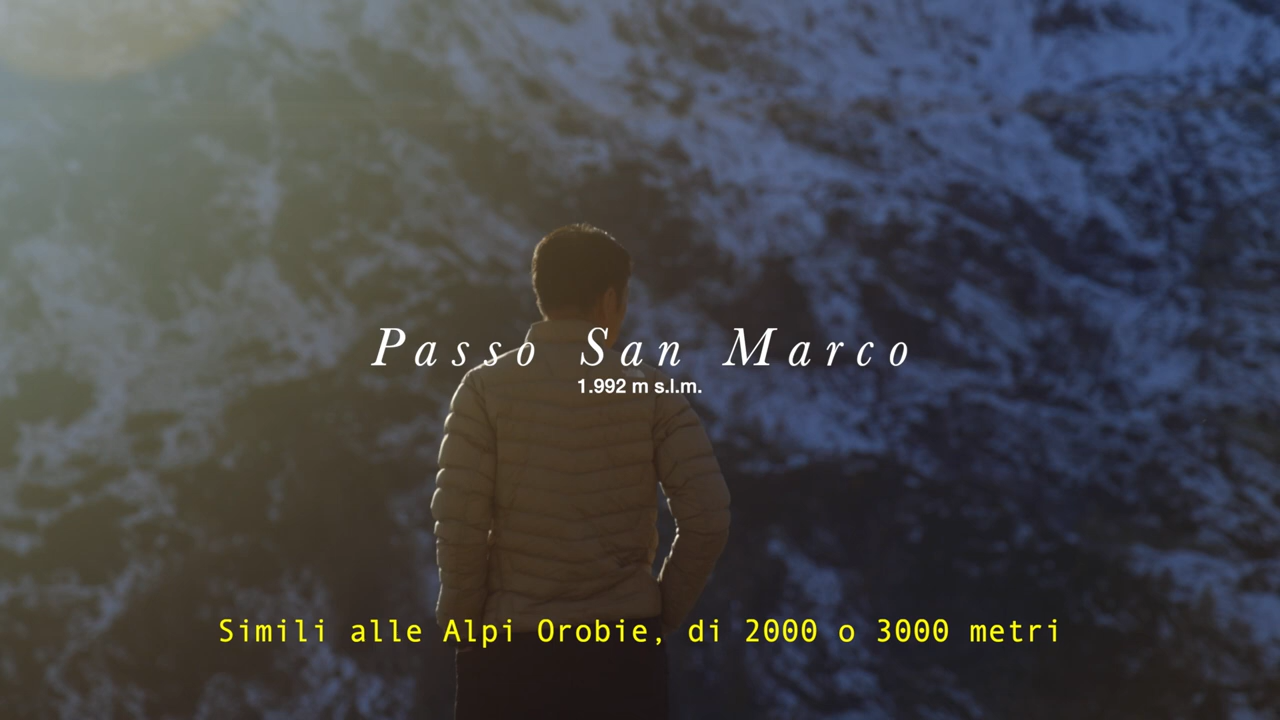 Passo San Marco
1.992 m s.l.m.
Simili alle Alpi Orobie, di 2000 o 3000 metri